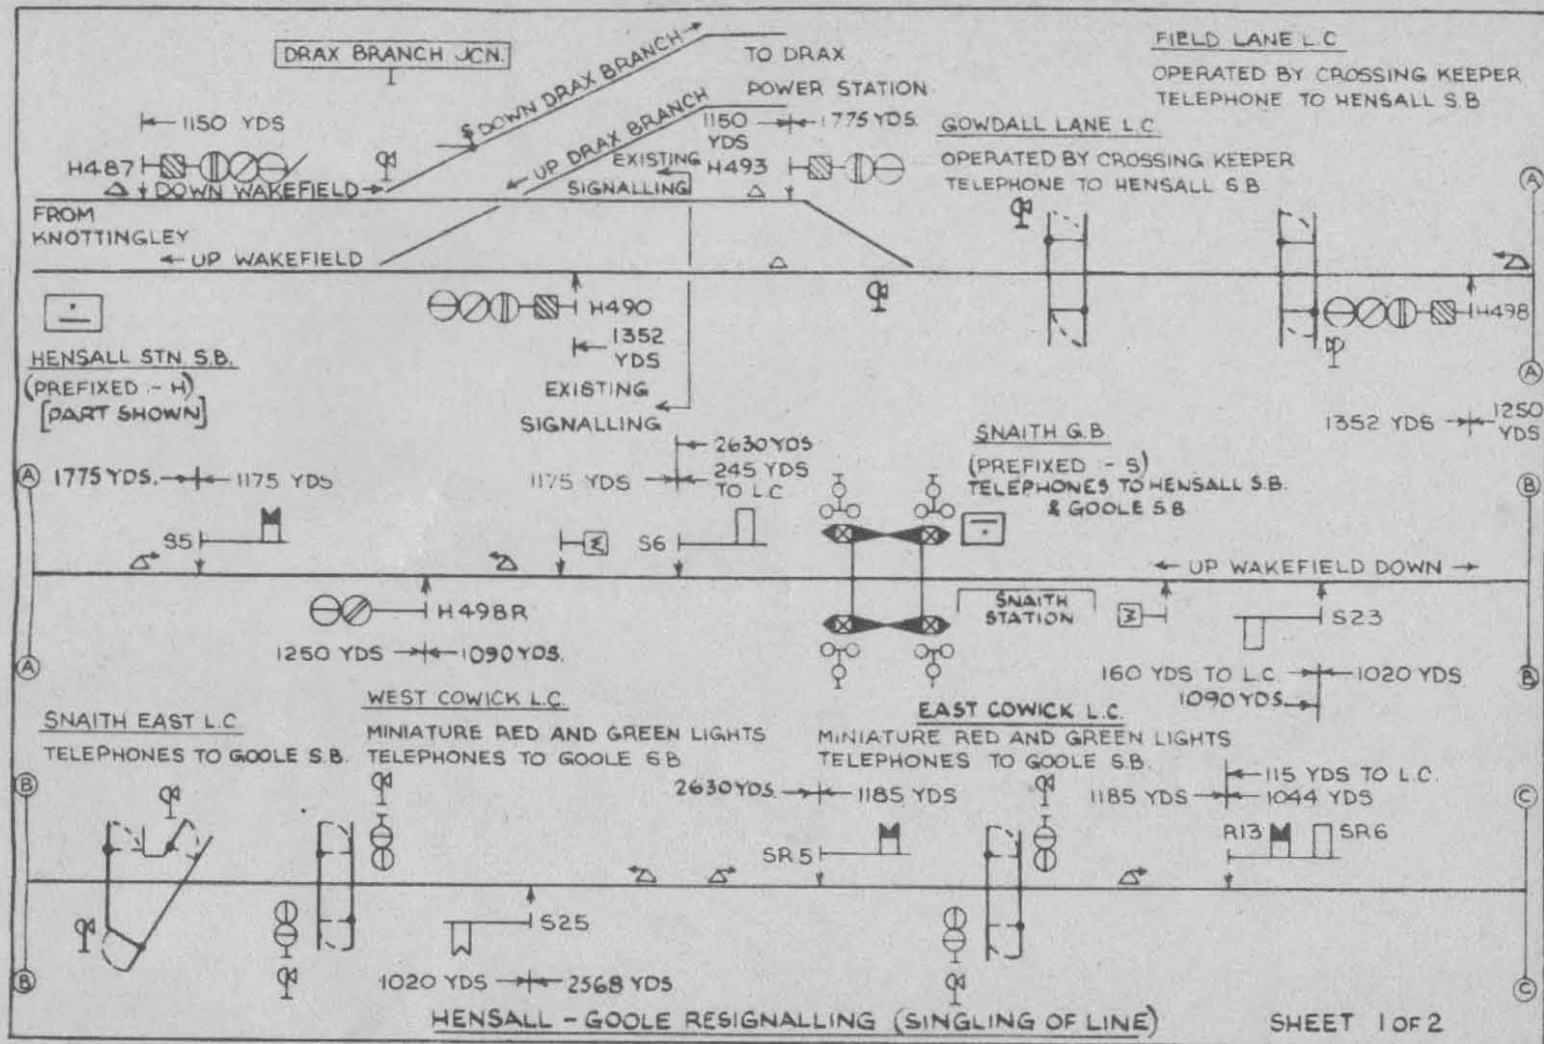 DRAX BRANCH JCN.
DOWN DRAX BRANCH
TO DRAX
POWER STATION
UP DRAX BRANCH
FIELD LANE L.C
OPERATED BY CROSSING KEEPER
TELEPHONE TO HENSALL S.B
1150 YDS
1150
YDS
1775 YDS.
GOWDALL LANE L.C.
OPERATED BY CROSSING KEEPER
TELEPHONE TO HENSALL S.B.
H487
EXISTING
SIGNALLING
H493
DOWN WAKEFIELD
FROM
KNOTTINGLEY
UP WAKEFIELD
A
H490
H498
1352
YDS
HENSALL STN. S.B.
(PREFIXED :- H)
[PART SHOWN]
EXISTING
SIGNALLING
A
1352 YDS
1250
YDS
SNAITH G.B.
(PREFIXED :- S)
TELEPHONES TO HENSALL S.B.
& GOOLE S.B
A
1775 YDS.
1175 YDS
1175 YDS
2630 YDS
245 YDS
TO L.C
B
S5
S6
UP WAKEFIELD DOWN
H498R
SNAITH
STATION
S23
A
1250 YDS
1090 YDS.
160 YDS TO L.C.
1020 YDS
1090 YDS
B
SNAITH EAST L.C.
TELEPHONES TO GOOLE S.B.
WEST COWICK L.C.
MINIATURE RED AND GREEN LIGHTS
TELEPHONES TO GOOLE S B
EAST COWICK L.C.
MINIATURE RED AND GREEN LIGHTS
TELEPHONES TO GOOLE S.B.
B
2630 YDS.
1185 YDS
1185 YDS
115 YDS TO L.C.
1044 YDS
C
SR5
R13
SR6
S25
B
1020 YDS
2568 YDS
C
HENSALL - GOOLE RESIGNALLING (SINGLING OF LINE)
SHEET 1 OF 2